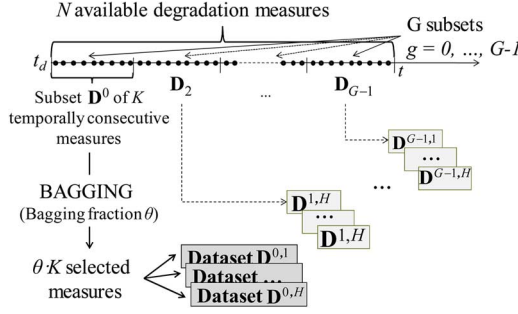 N available degradation measures
G subsets
g = 0, ..., G-1
t_d
t
Subset D^0 of K
temporally consecutive
measures
D_2
...
D_{G-1}
D^{G-1,1}
...
D^{G-1,H}
...
BAGGING
(Bagging fraction θ)
D^{1,H}
...
D^{1,H}
θ·K selected
measures
Dataset D^{0,1}
Dataset ...
Dataset D^{0,H}